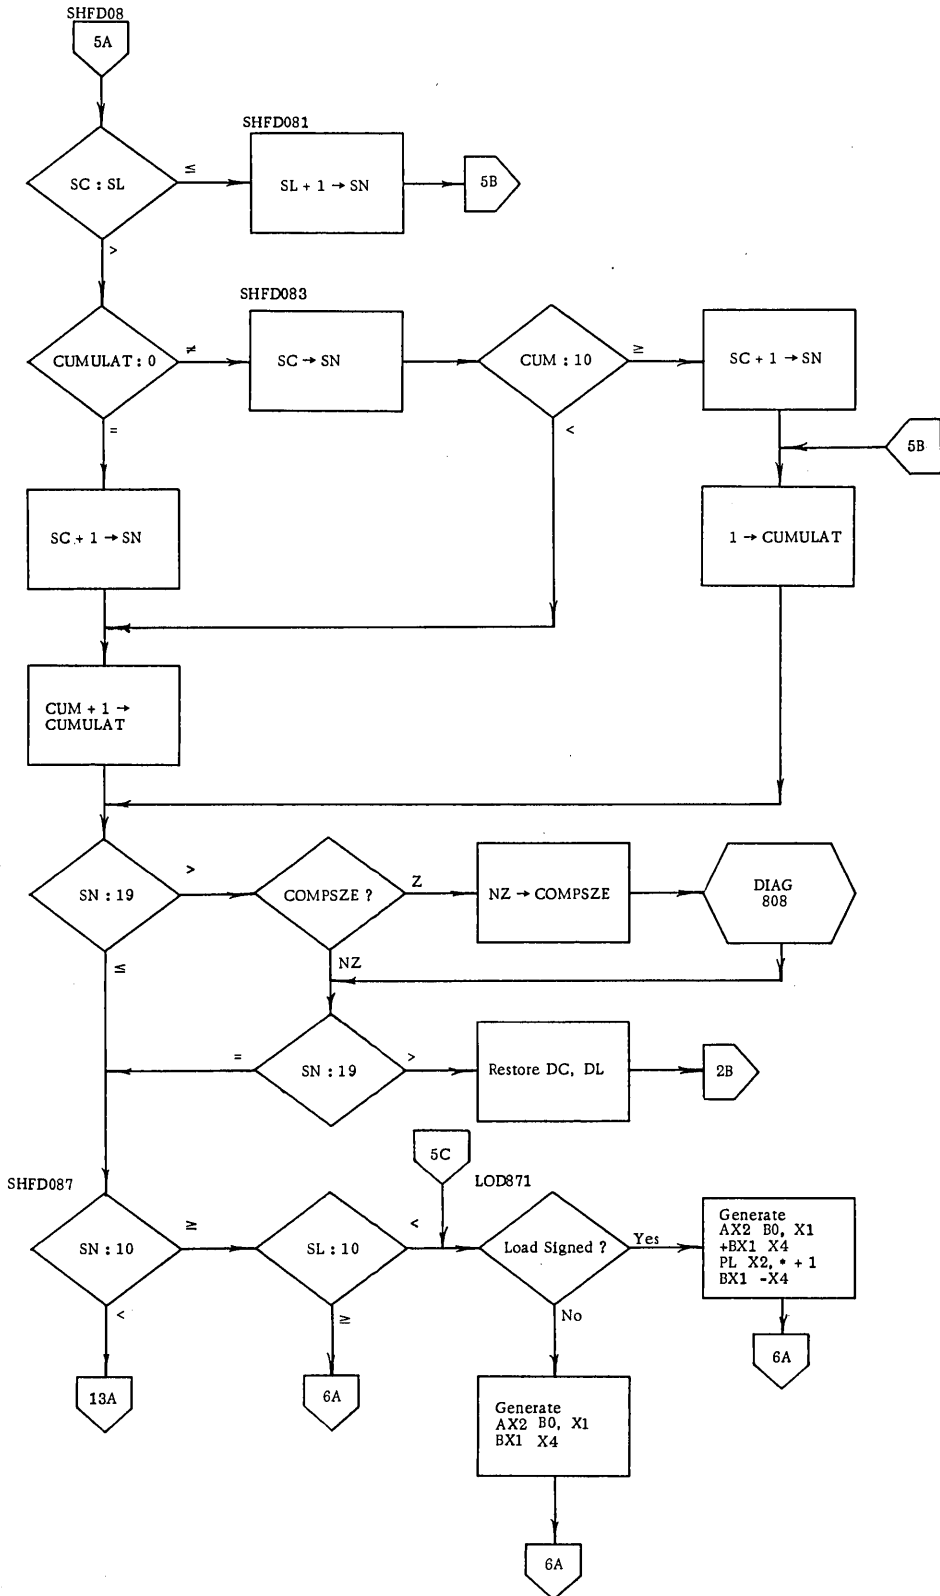 SHFD08
5A
SHFD081
SC : SL
≤
SL + 1 → SN
5B
>
SHFD083
CUMULAT : 0
≠
SC → SN
CUM : 10
≥
SC + 1 → SN
=
<
5B
SC + 1 → SN
1 → CUMULAT
CUM + 1 →
CUMULAT
SN : 19
>
COMPSZE ?
Z
NZ → COMPSZE
DIAG
808
≤
NZ
=
SN : 19
>
Restore DC, DL
2B
5C
SHFD087
LOD871
SN : 10
≥
SL : 10
<
Load Signed ?
Yes
Generate
AX2 B0, X1
+BX1 X4
PL X2, * + 1
BX1 -X4
<
≥
No
13A
6A
6A
Generate
AX2 B0, X1
BX1 X4
6A